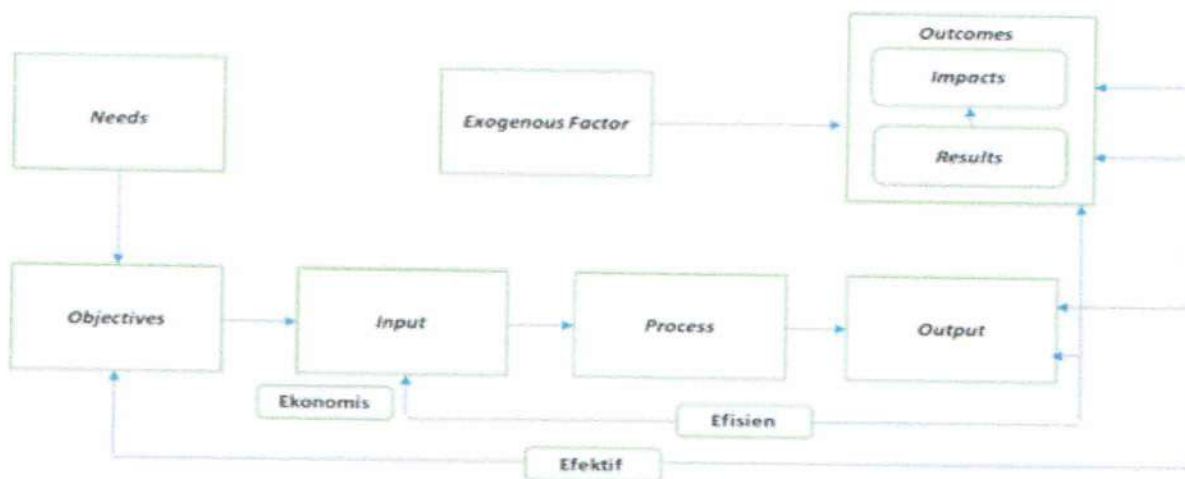 Outcomes
Impacts
Needs
Exogenous Factor
Results
Objectives
Input
Process
Output
Ekonomis
Efisien
Efektif